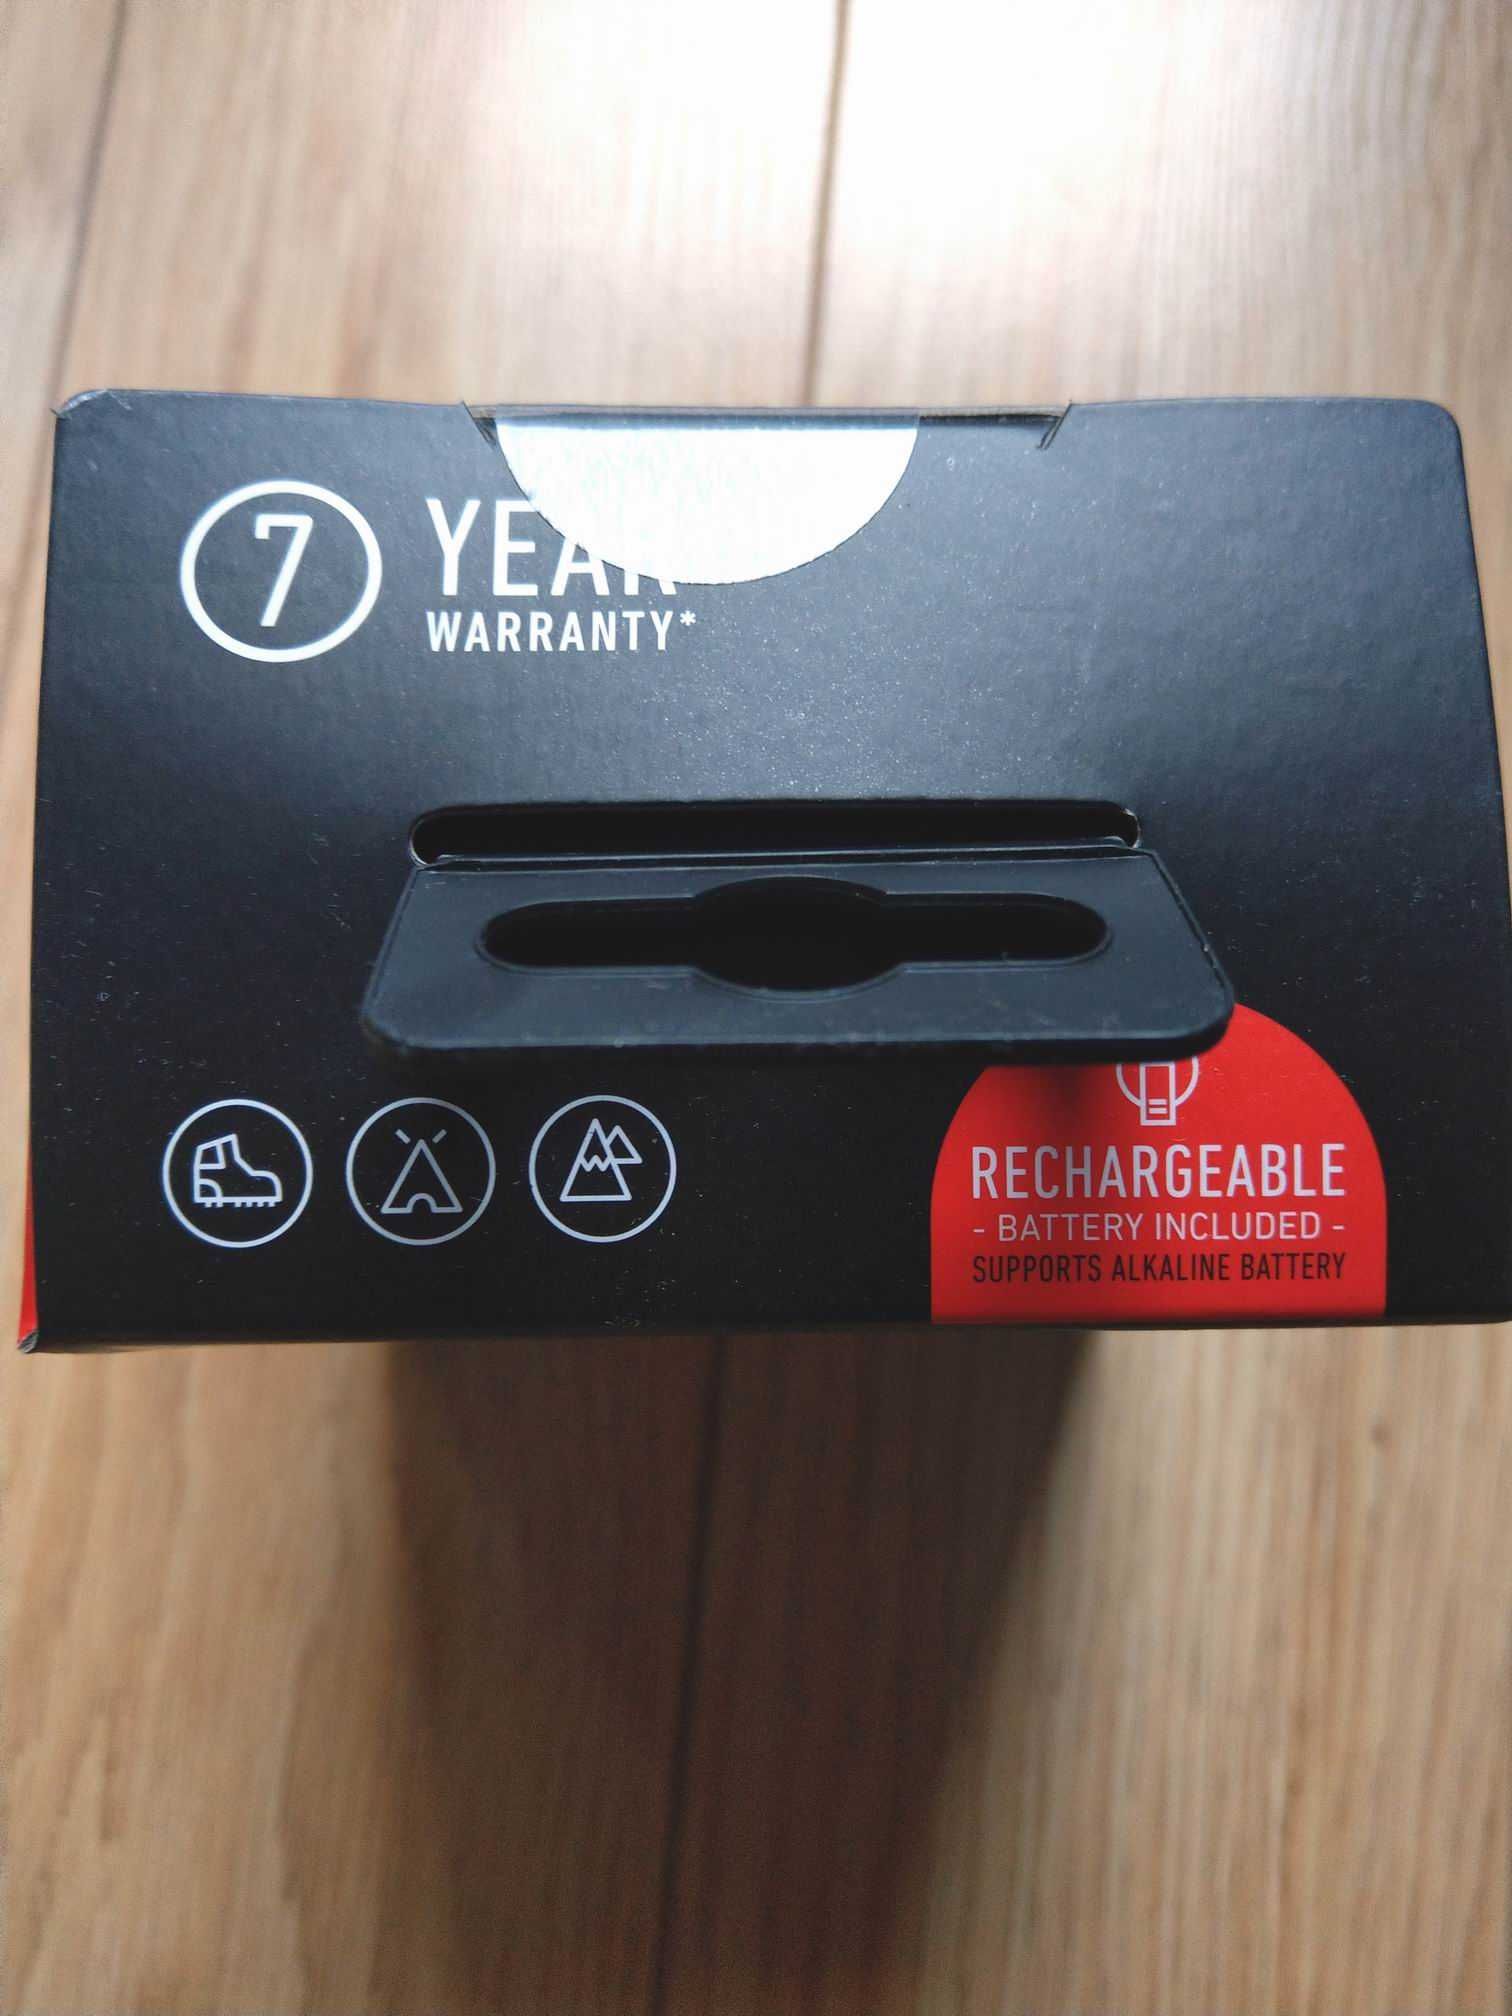 7
YEAR
WARRANTY*
RECHARGEABLE
- BATTERY INCLUDED -
SUPPORTS ALKALINE BATTERY